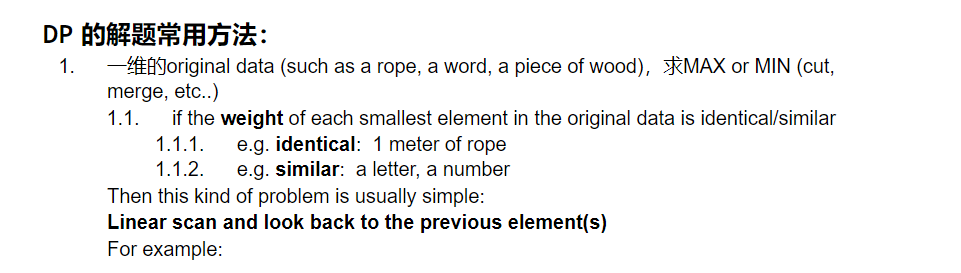 DP 的解题常用方法：
1. 一维的original data (such as a rope, a word, a piece of wood)，求MAX or MIN (cut,
merge, etc..)
1.1. if the weight of each smallest element in the original data is identical/similar
1.1.1. e.g. identical: 1 meter of rope
1.1.2. e.g. similar: a letter, a number
Then this kind of problem is usually simple:
Linear scan and look back to the previous element(s)
For example: